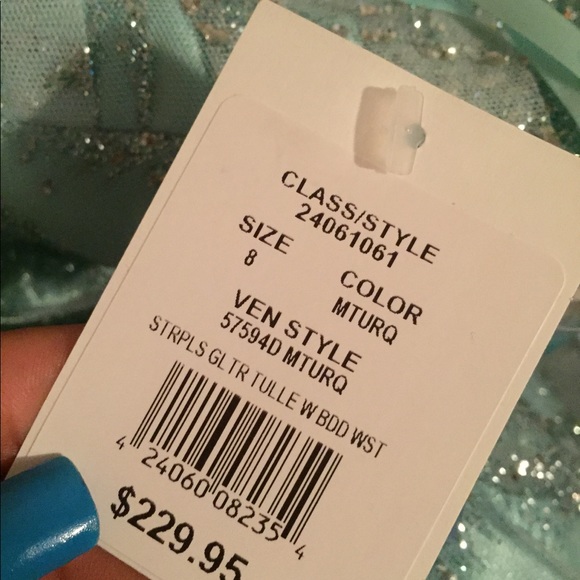 CLASS/STYLE
24061061
SIZE COLOR
8 MTURQ
VEN STYLE
57594D MTURQ
STRPLS GLTR TULLE W BDD WST
4 24060 08235 4
$229.95